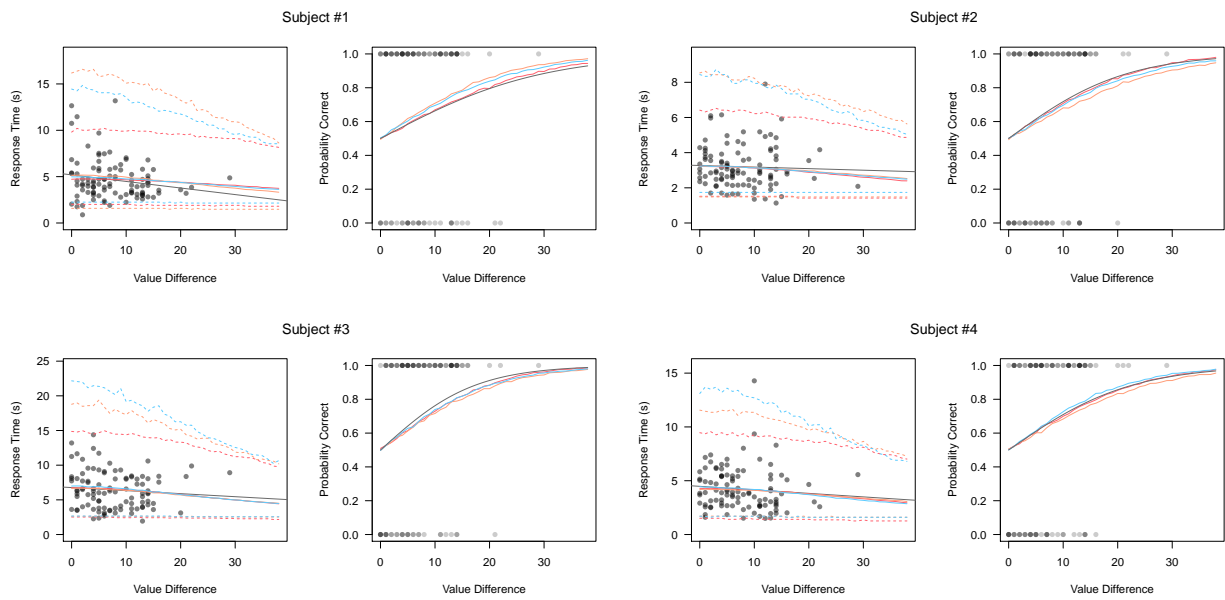 Subject #1
Subject #2
Response Time (s)
15
10
5
0
0 10 20 30
Value Difference
Probability Correct
1.0
0.8
0.6
0.4
0.2
0.0
0 10 20 30
Value Difference
Response Time (s)
8
6
4
2
0
0 10 20 30
Value Difference
Probability Correct
1.0
0.8
0.6
0.4
0.2
0.0
0 10 20 30
Value Difference
Subject #3
Subject #4
Response Time (s)
25
20
15
10
5
0
0 10 20 30
Value Difference
Probability Correct
1.0
0.8
0.6
0.4
0.2
0.0
0 10 20 30
Value Difference
Response Time (s)
15
10
5
0
0 10 20 30
Value Difference
Probability Correct
1.0
0.8
0.6
0.4
0.2
0.0
0 10 20 30
Value Difference